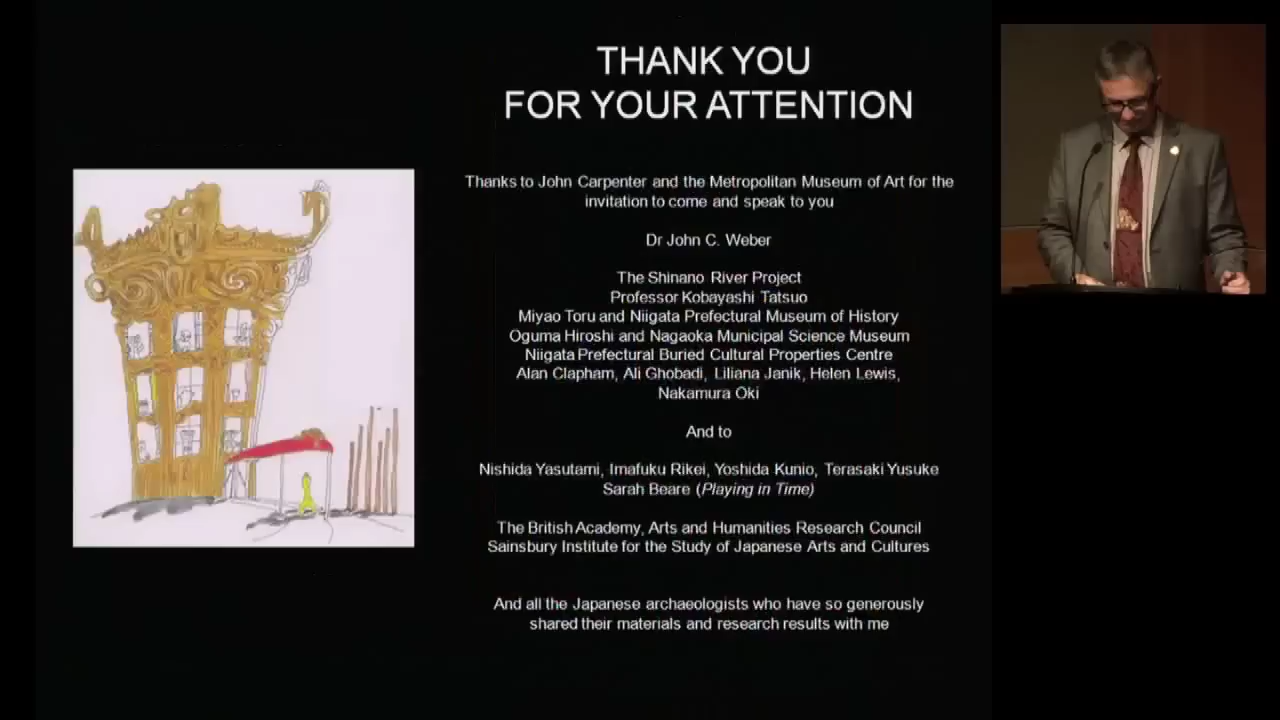 THANK YOU
FOR YOUR ATTENTION
Thanks to John Carpenter and the Metropolitan Museum of Art for the
invitation to come and speak to you
Dr John C. Weber
The Shinano River Project
Professor Kobayashi Tatsuo
Miyao Toru and Niigata Prefectural Museum of History
Oguma Hiroshi and Nagaoka Municipal Science Museum
Niigata Prefectural Buried Cultural Properties Centre
Alan Clapham, Ali Ghobadi, Liliana Janik, Helen Lewis,
Nakamura Oki
And to
Nishida Yasutami, Imafuku Rikei, Yoshida Kunio, Terasaki Yusuke
Sarah Beare (Playing in Time)
The British Academy, Arts and Humanities Research Council
Sainsbury Institute for the Study of Japanese Arts and Cultures
And all the Japanese archaeologists who have so generously
shared their materials and research results with me